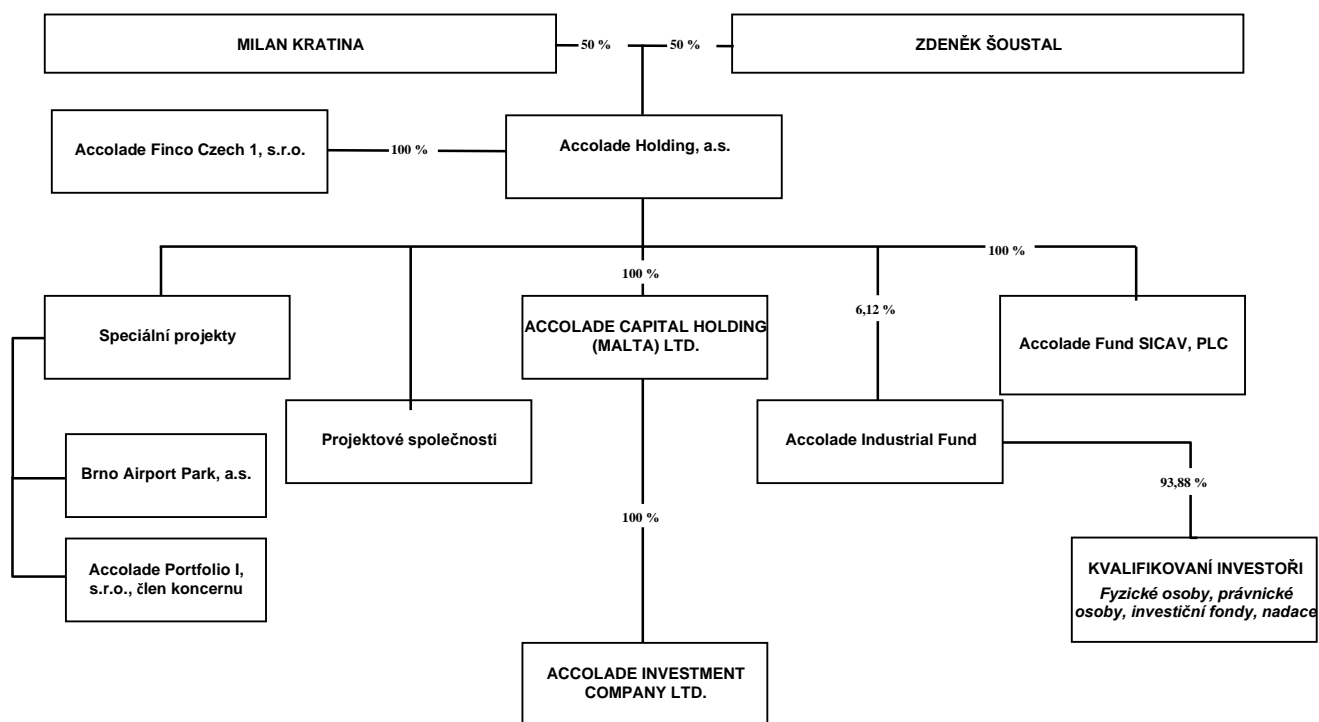 MILAN KRATINA
50 %
50 %
ZDENĚK ŠOUSTAL
Accolade Finco Czech 1, s.r.o.
100 %
Accolade Holding, a.s.
100 %
100 %
6,12 %
Speciální projekty
ACCOLADE CAPITAL HOLDING
(MALTA) LTD.
Accolade Fund SICAV, PLC
Projektové společnosti
Accolade Industrial Fund
Brno Airport Park, a.s.
93,88 %
100 %
Accolade Portfolio I,
s.r.o., člen koncernu
KVALIFIKOVANÍ INVESTOŘI
Fyzické osoby, právnické
osoby, investiční fondy, nadace
ACCOLADE INVESTMENT
COMPANY LTD.